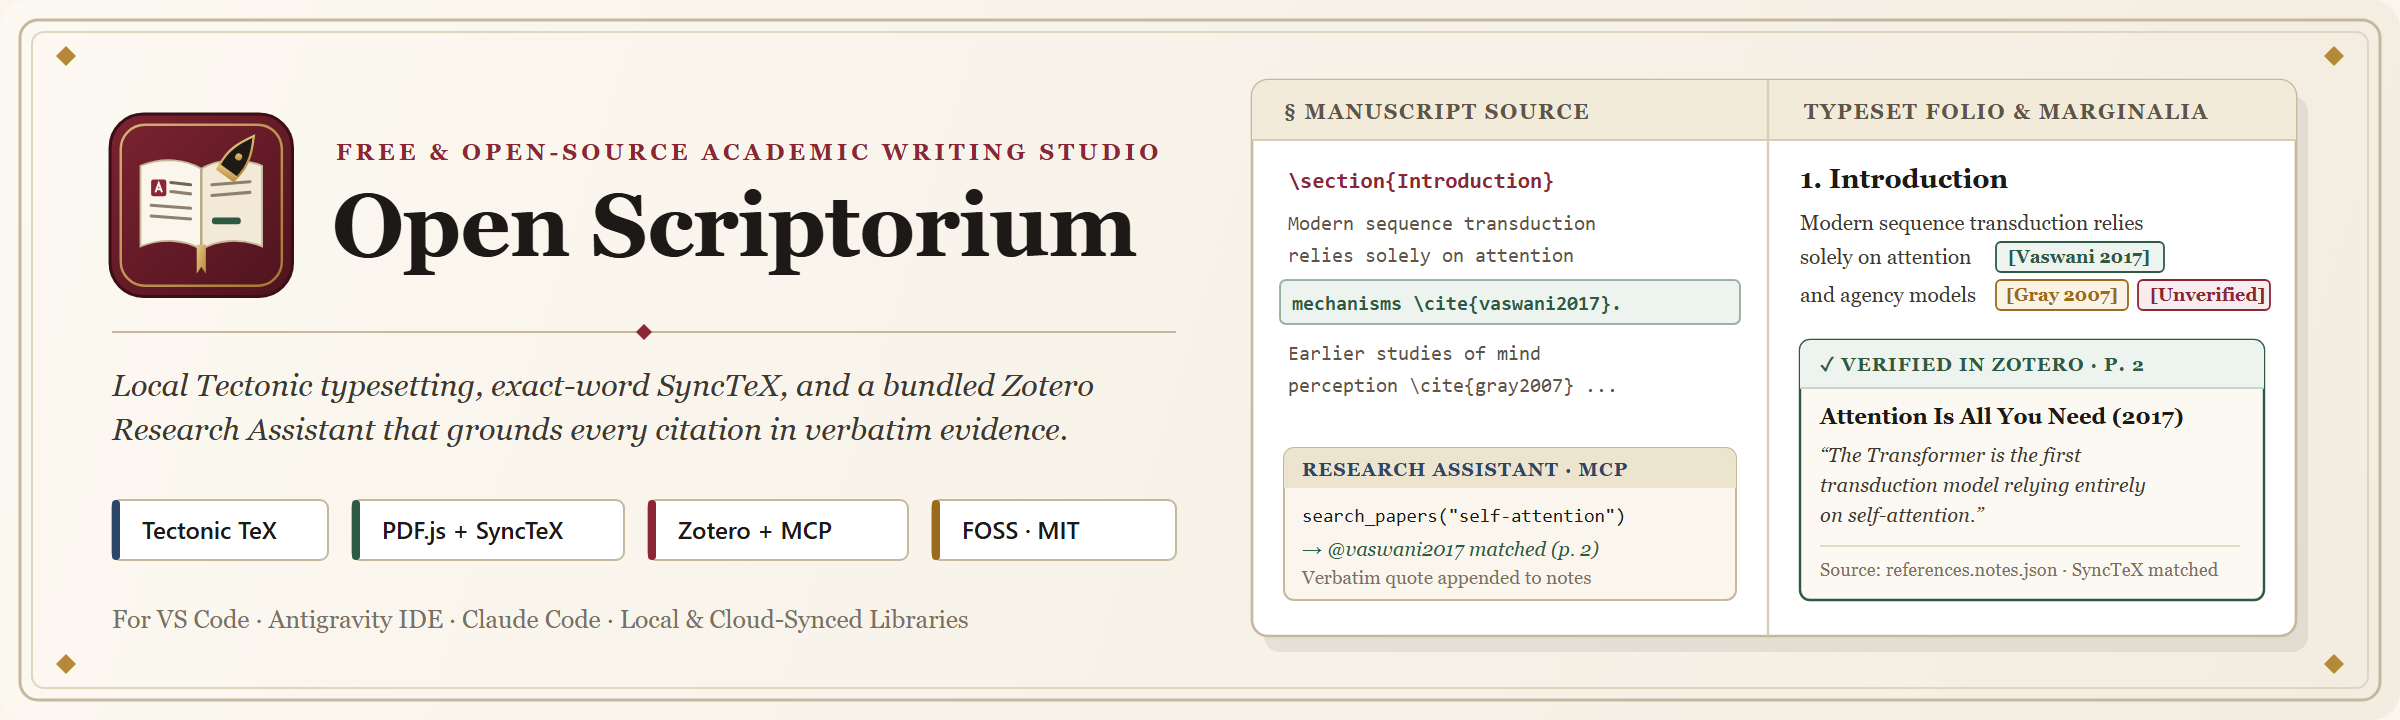 A
FREE & OPEN-SOURCE ACADEMIC WRITING STUDIO
Open Scriptorium
Local Tectonic typesetting, exact-word SyncTeX, and a bundled Zotero
Research Assistant that grounds every citation in verbatim evidence.
Tectonic TeX
PDF.js + SyncTeX
Zotero + MCP
FOSS · MIT
For VS Code · Antigravity IDE · Claude Code · Local & Cloud-Synced Libraries
§ MANUSCRIPT SOURCE
\section{Introduction}
Modern sequence transduction
relies solely on attention
mechanisms \cite{vaswani2017}.
Earlier studies of mind
perception \cite{gray2007} ...
RESEARCH ASSISTANT · MCP
search_papers("self-attention")
→ @vaswani2017 matched (p. 2)
Verbatim quote appended to notes
TYPESET FOLIO & MARGINALIA
1. Introduction
Modern sequence transduction relies
solely on attention [Vaswani 2017]
and agency models [Gray 2007] [Unverified]
✓ VERIFIED IN ZOTERO · P. 2
Attention Is All You Need (2017)
“The Transformer is the first
transduction model relying entirely
on self-attention.”
Source: references.notes.json · SyncTeX matched